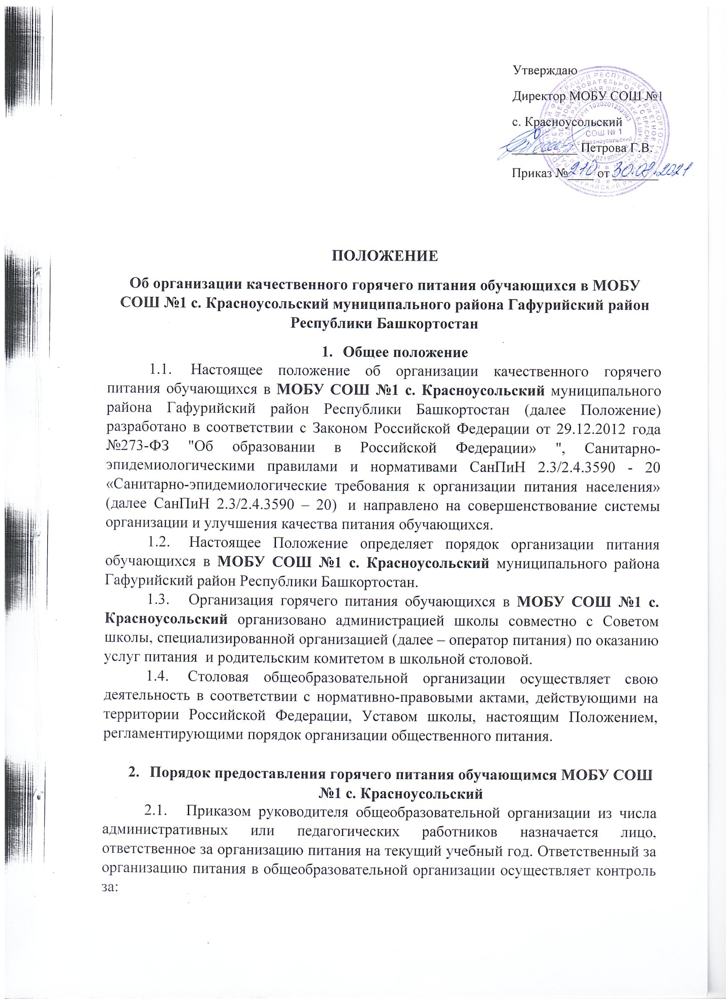 Утверждаю
Директор МОБУ СОШ №1
с. Красноусольский
__________ Петрова Г.В.
Приказ № 210 от 30.08.2021
ОГРН 1020201252983
СОШ № 1
с Красноусольский
ПОЛОЖЕНИЕ
Об организации качественного горячего питания обучающихся в МОБУ
СОШ №1 с. Красноусольский муниципального района Гафурийский район
Республики Башкортостан
1. Общее положение
1.1. Настоящее положение об организации качественного горячего
питания обучающихся в МОБУ СОШ №1 с. Красноусольский муниципального
района Гафурийский район Республики Башкортостан (далее Положение)
разработано в соответствии с Законом Российской Федерации от 29.12.2012 года
№273-ФЗ "Об образовании в Российской Федерации» ", Санитарно-
эпидемиологическими правилами и нормативами СанПиН 2.3/2.4.3590 - 20
«Санитарно-эпидемиологические требования к организации питания населения»
(далее СанПиН 2.3/2.4.3590 – 20) и направлено на совершенствование системы
организации и улучшения качества питания обучающихся.
1.2. Настоящее Положение определяет порядок организации питания
обучающихся в МОБУ СОШ №1 с. Красноусольский муниципального района
Гафурийский район Республики Башкортостан.
1.3. Организация горячего питания обучающихся в МОБУ СОШ №1 с.
Красноусольский организовано администрацией школы совместно с Советом
школы, специализированной организацией (далее – оператор питания) по оказанию
услуг питания и родительским комитетом в школьной столовой.
1.4. Столовая общеобразовательной организации осуществляет свою
деятельность в соответствии с нормативно-правовыми актами, действующими на
территории Российской Федерации, Уставом школы, настоящим Положением,
регламентирующими порядок организации общественного питания.
2. Порядок предоставления горячего питания обучающимся МОБУ СОШ
№1 с. Красноусольский
2.1. Приказом руководителя общеобразовательной организации из числа
административных или педагогических работников назначается лицо,
ответственное за организацию питания на текущий учебный год. Ответственный за
организацию питания в общеобразовательной организации осуществляет контроль
за: